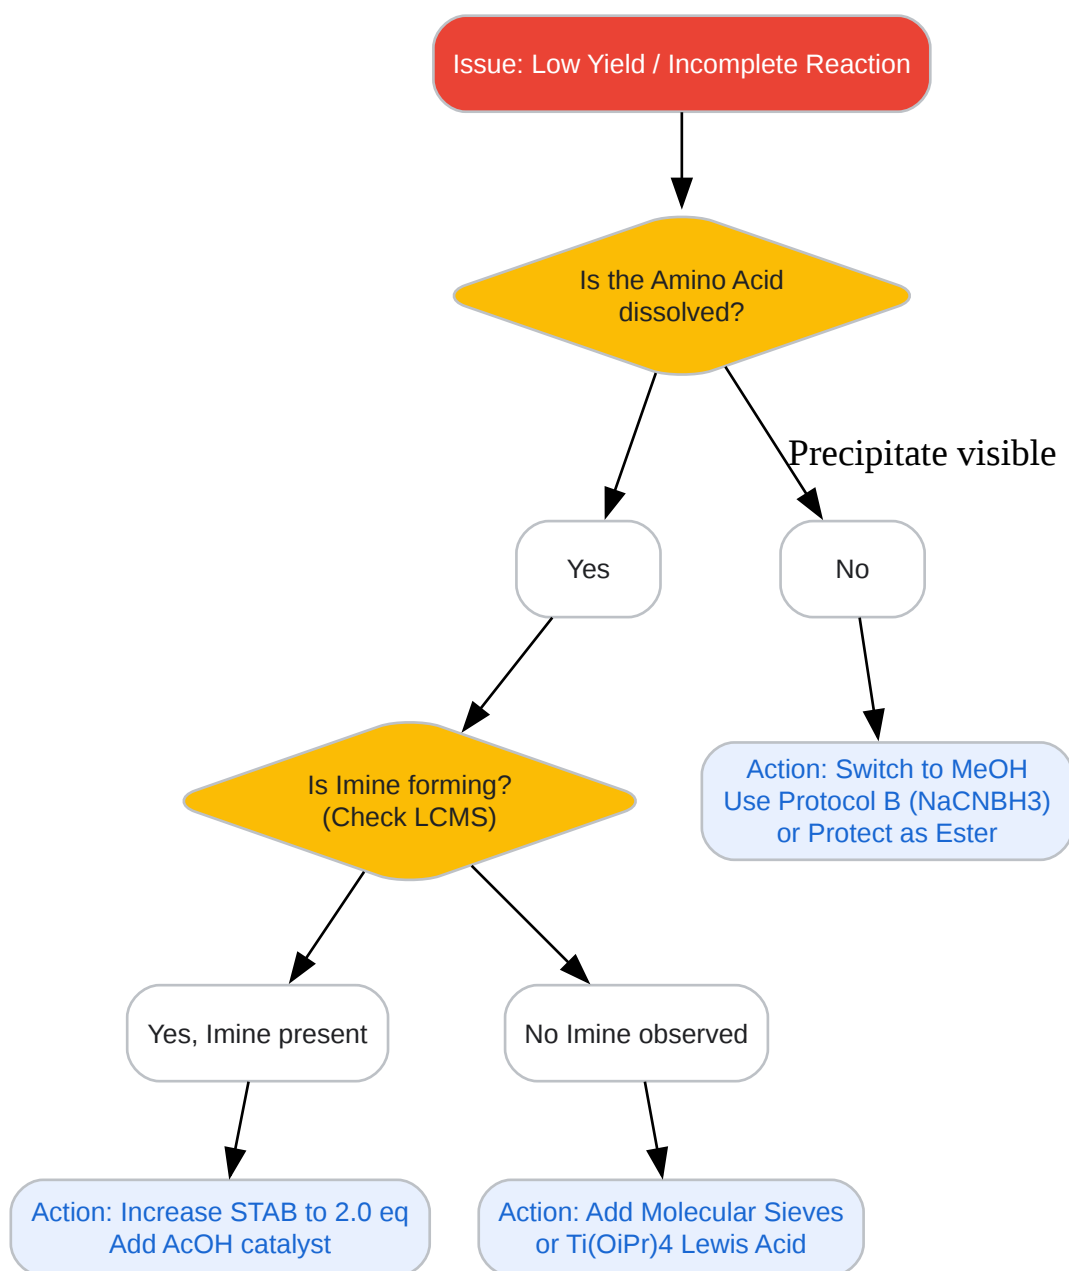 Issue: Low Yield / Incomplete Reaction
Is the Amino Acid
dissolved?
Precipitate visible
Yes
No
Is Imine forming?
(Check LCMS)
Action: Switch to MeOH
Use Protocol B (NaCNBH3)
or Protect as Ester
Yes, Imine present
No Imine observed
Action: Increase STAB to 2.0 eq
Add AcOH catalyst
Action: Add Molecular Sieves
or Ti(OiPr)4 Lewis Acid